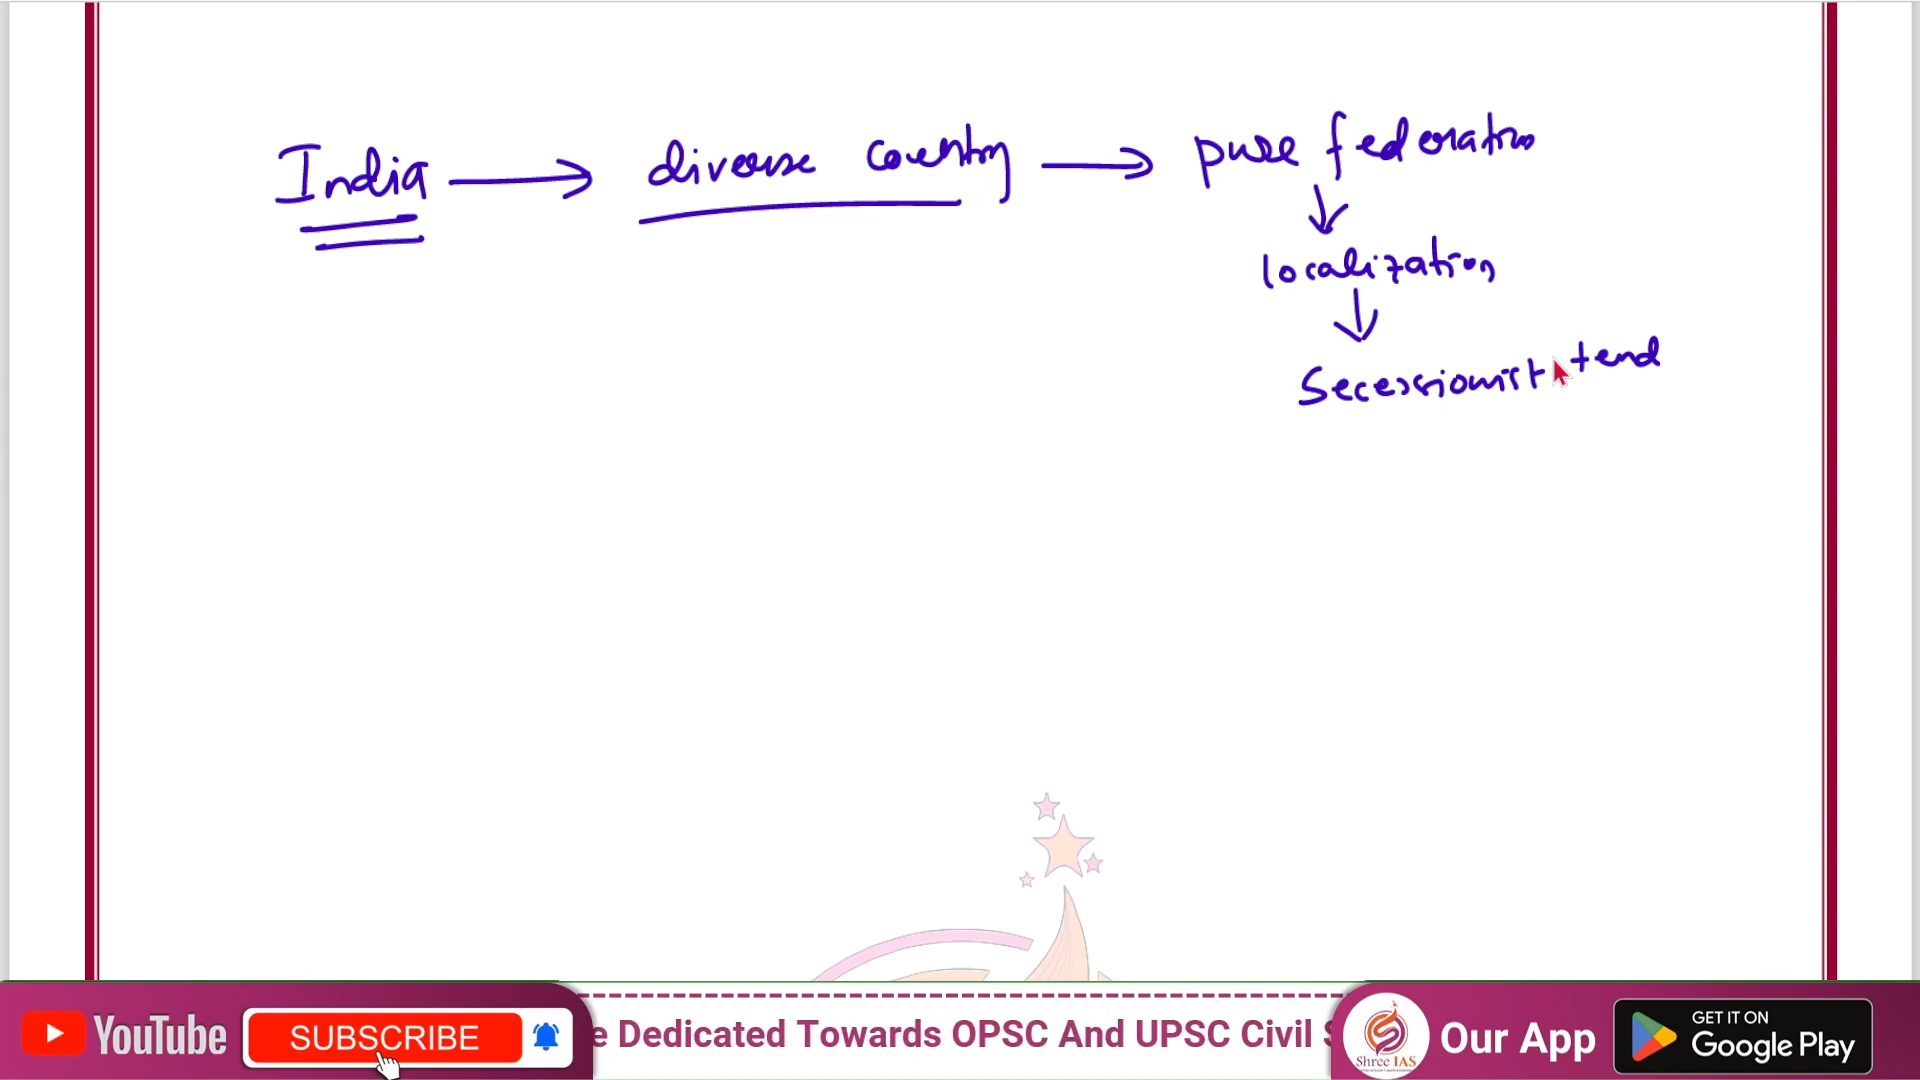 India → diverse country → pure federation
↓
localization
↓
Secessionist tend
YouTube SUBSCRIBE e Dedicated Towards OPSC And UPSC Civil S Shree IAS Our App GET IT ON
Google Play